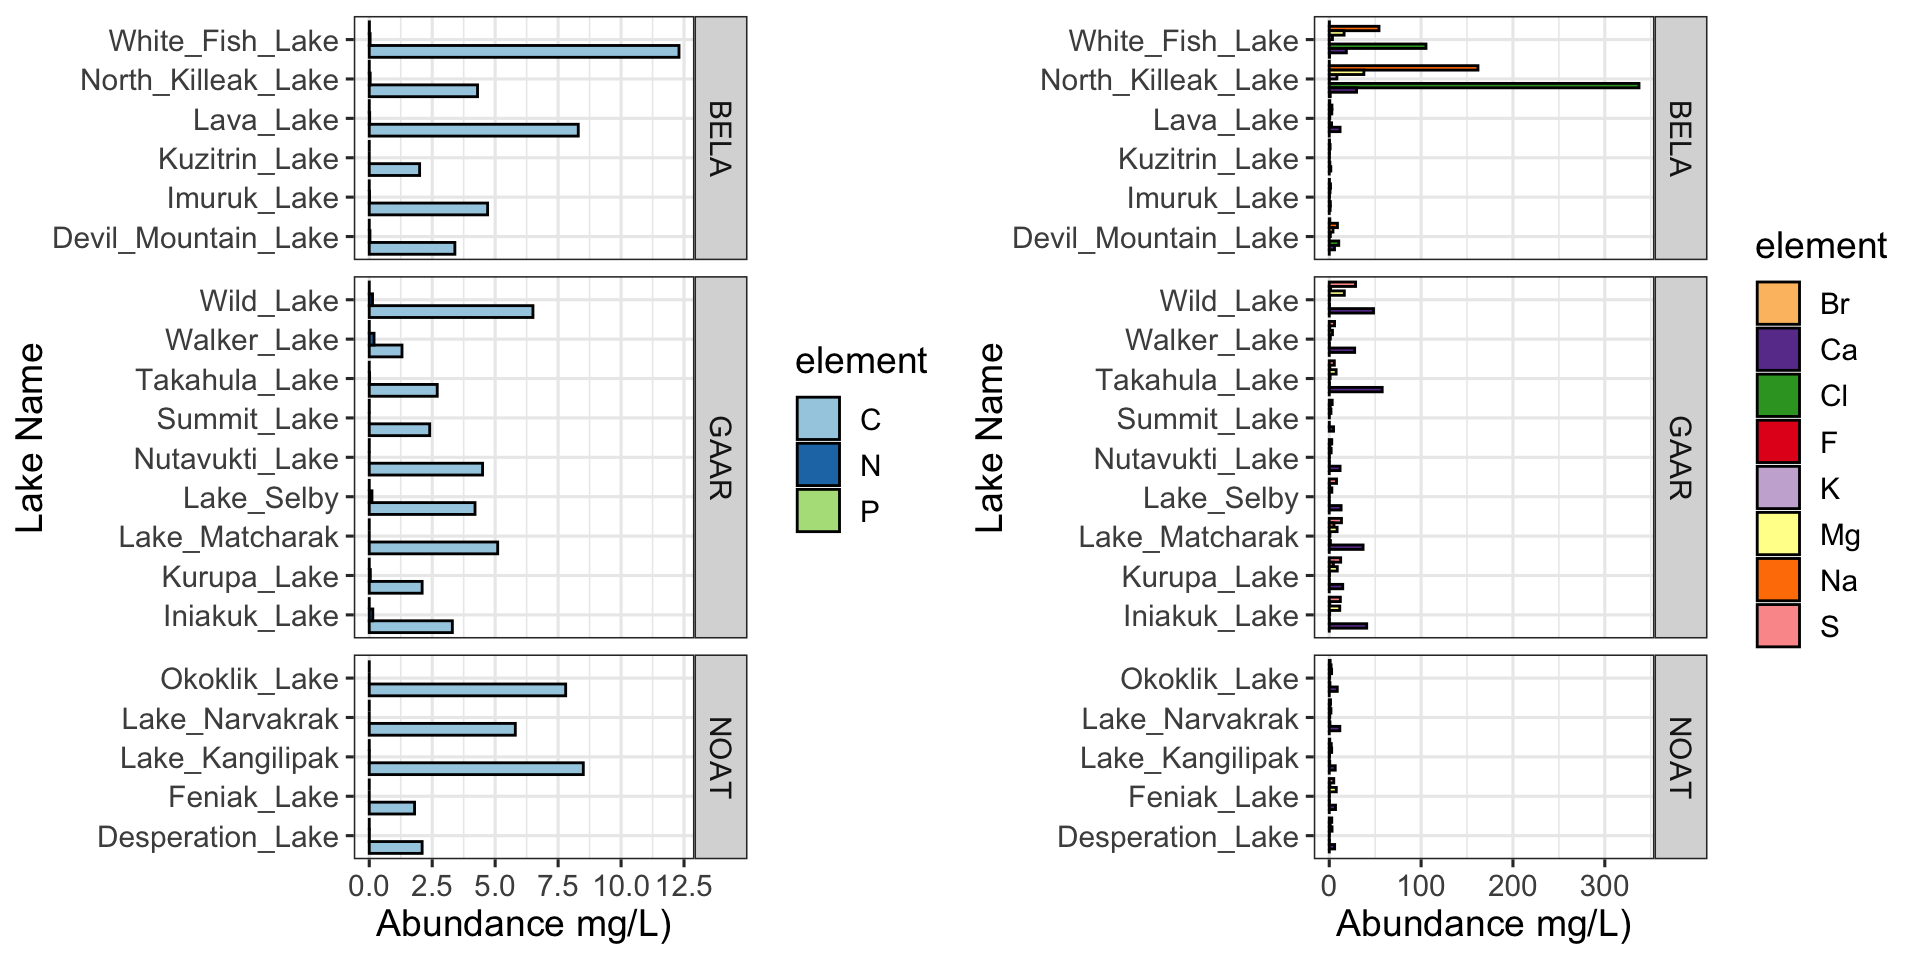 White_Fish_Lake
North_Killeak_Lake
Lava_Lake
Kuzitrin_Lake
Imuruk_Lake
Devil_Mountain_Lake
BELA
Wild_Lake
Walker_Lake
Takahula_Lake
Summit_Lake
Nutavukti_Lake
Lake_Selby
Lake_Matcharak
Kurupa_Lake
Iniakuk_Lake
GAAR
Okoklik_Lake
Lake_Narvakrak
Lake_Kangilipak
Feniak_Lake
Desperation_Lake
NOAT
Lake Name
0.0 2.5 5.0 7.5 10.0 12.5
Abundance mg/L)
element
C
N
P
White_Fish_Lake
North_Killeak_Lake
Lava_Lake
Kuzitrin_Lake
Imuruk_Lake
Devil_Mountain_Lake
BELA
Wild_Lake
Walker_Lake
Takahula_Lake
Summit_Lake
Nutavukti_Lake
Lake_Selby
Lake_Matcharak
Kurupa_Lake
Iniakuk_Lake
GAAR
Okoklik_Lake
Lake_Narvakrak
Lake_Kangilipak
Feniak_Lake
Desperation_Lake
NOAT
Lake Name
0 100 200 300
Abundance mg/L)
element
Br
Ca
Cl
F
K
Mg
Na
S